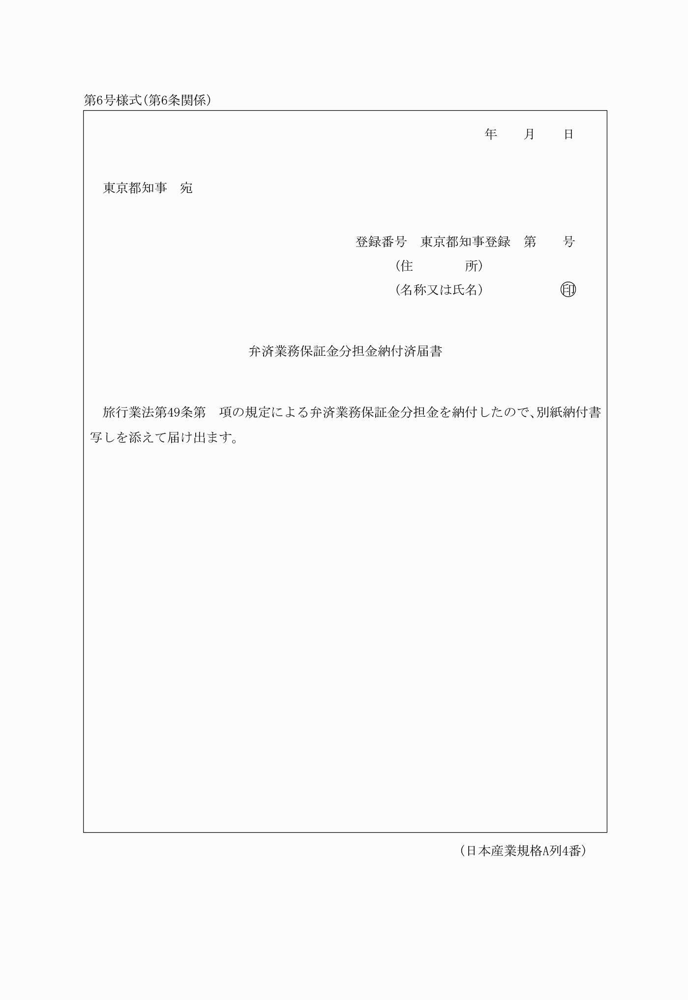 第6号様式(第6条関係)
年　　月　　日
東京都知事　宛
登録番号　東京都知事登録　第　　号
(住　　　　所)
(名称又は氏名)　　　　　　㊞
弁済業務保証金分担金納付済届書
　旅行業法第49条第　項の規定による弁済業務保証金分担金を納付したので、別紙納付書
写しを添えて届け出ます。
(日本産業規格A列4番)